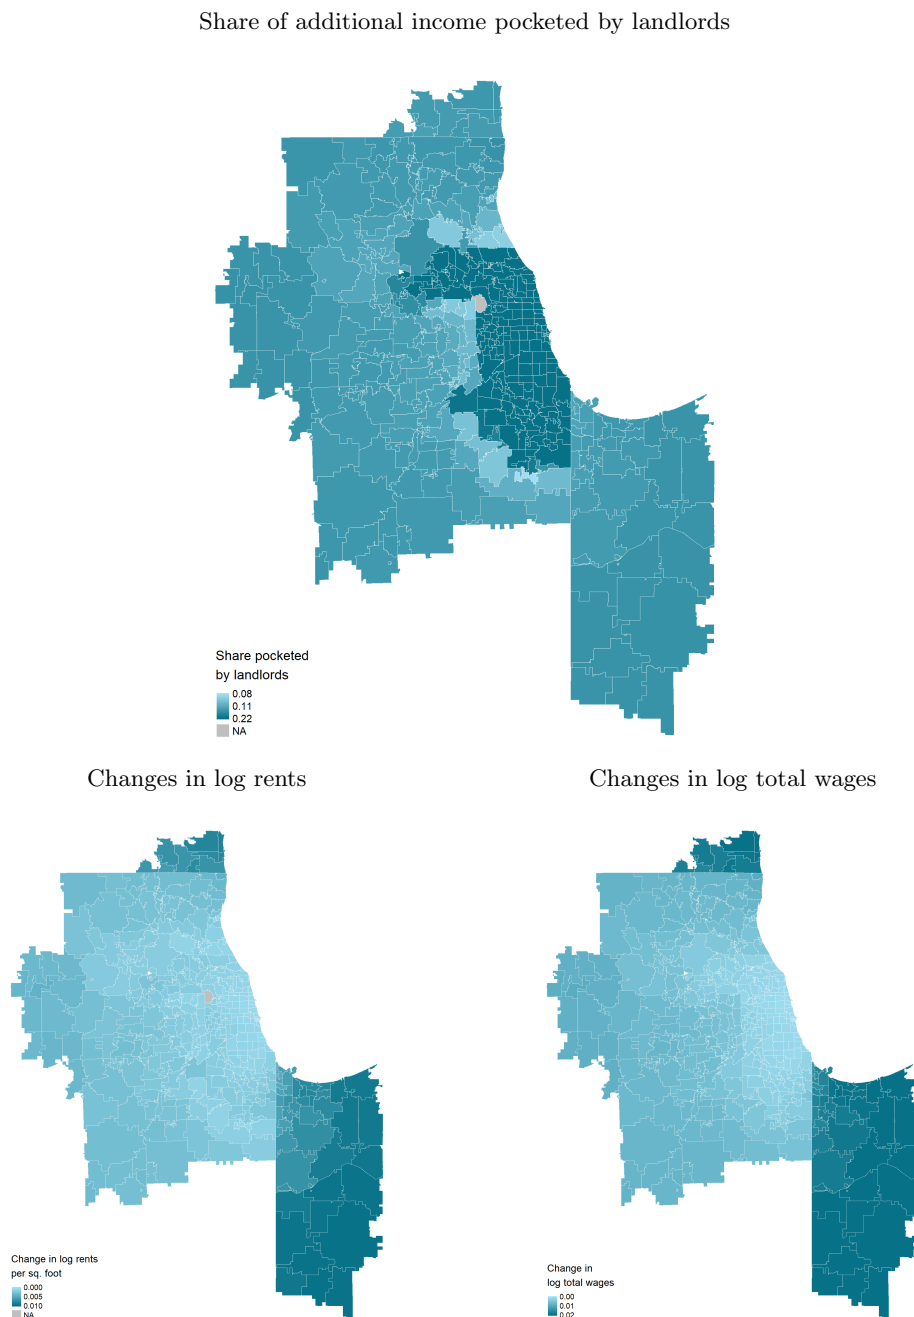 Share of additional income pocketed by landlords
Share pocketed
by landlords
0.08
0.11
0.22
NA
Changes in log rents
Changes in log total wages
Change in log rents
per sq. foot
0.000
0.005
0.010
NA
Change in
log total wages
0.00
0.01
0.02